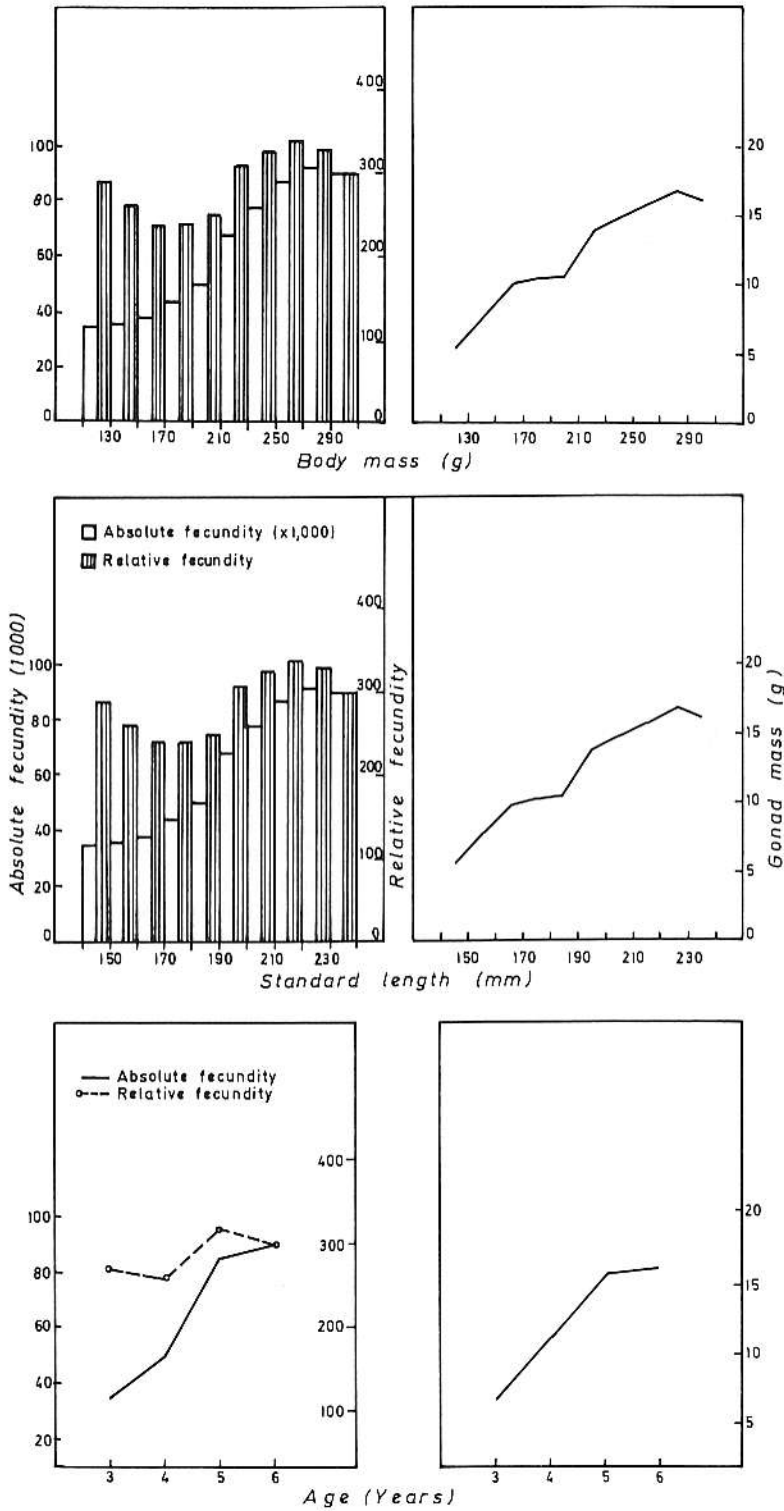 400
100
80
60
40
20
0
300
200
100
0
20
15
10
5
0
130 170 210 250 290
130 170 210 250 290
Body mass (g)
Absolute fecundity (x1,000)
Relative fecundity
Absolute fecundity (1000)
100
80
60
40
20
0
400
300
200
100
0
Relative fecundity
20
15
10
5
0
Gonad mass (g)
150 170 190 210 230
150 170 190 210 230
Standard length (mm)
Absolute fecundity
Relative fecundity
100
80
60
40
20
400
300
200
100
20
15
10
5
3 4 5 6
3 4 5 6
Age (Years)